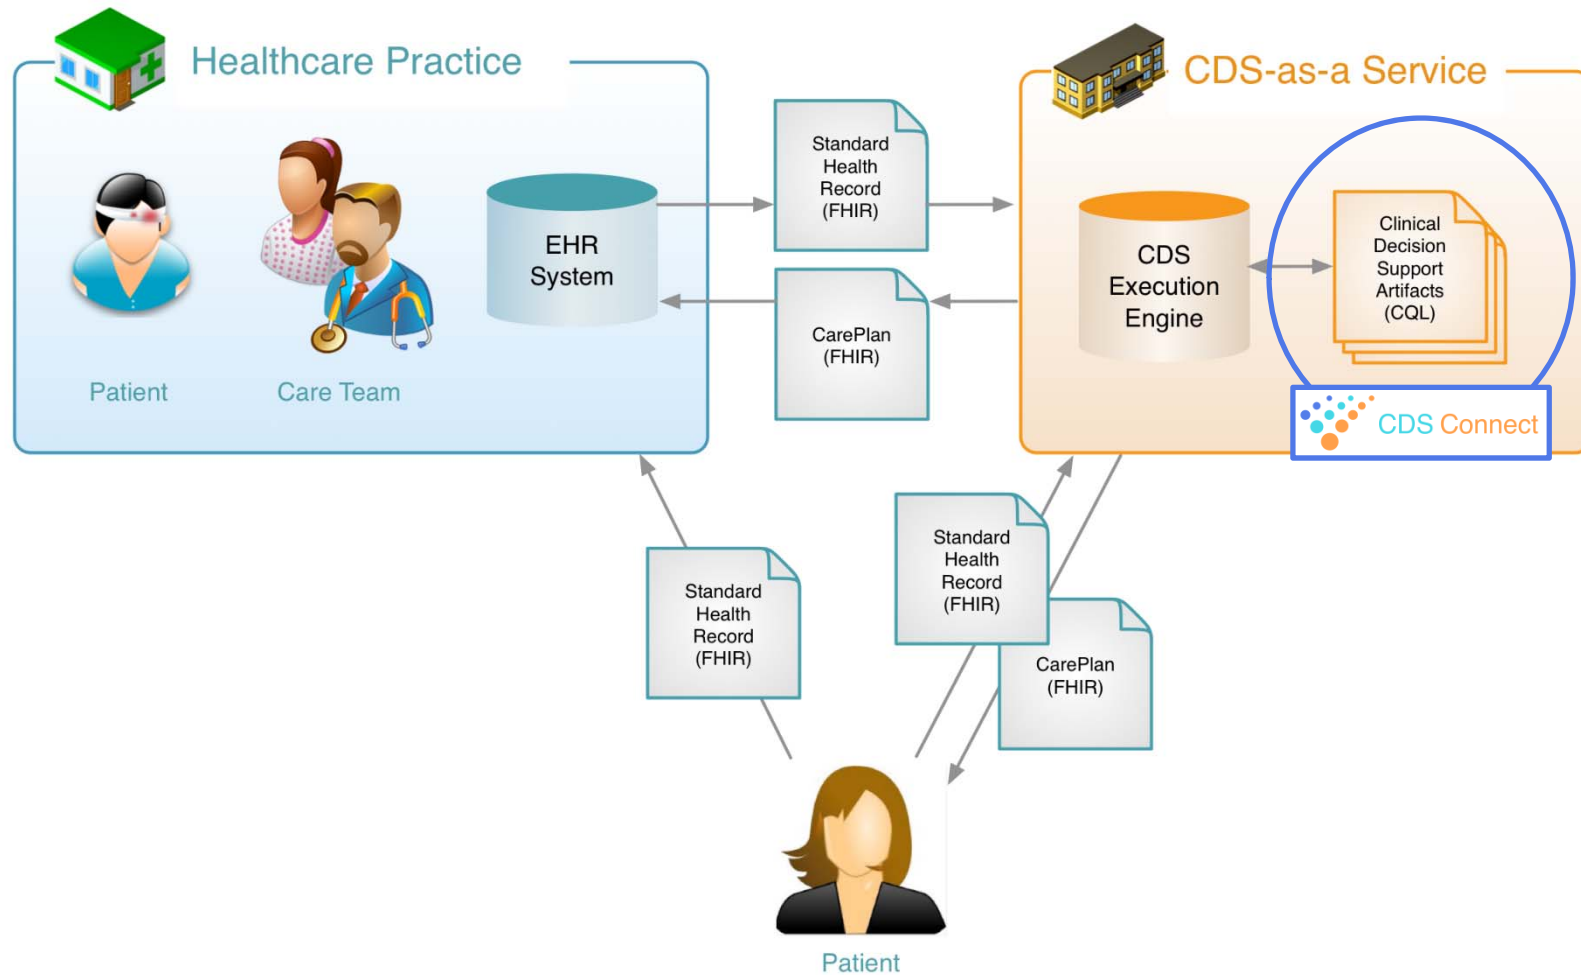 Healthcare Practice
CDS-as-a Service
Standard
Health
Record
(FHIR)
Clinical
Decision
Support
Artifacts
(CQL)
EHR
System
CDS
Execution
Engine
CarePlan
(FHIR)
Patient
Care Team
CDS Connect
Standard
Health
Record
(FHIR)
Standard
Health
Record
(FHIR)
CarePlan
(FHIR)
Patient